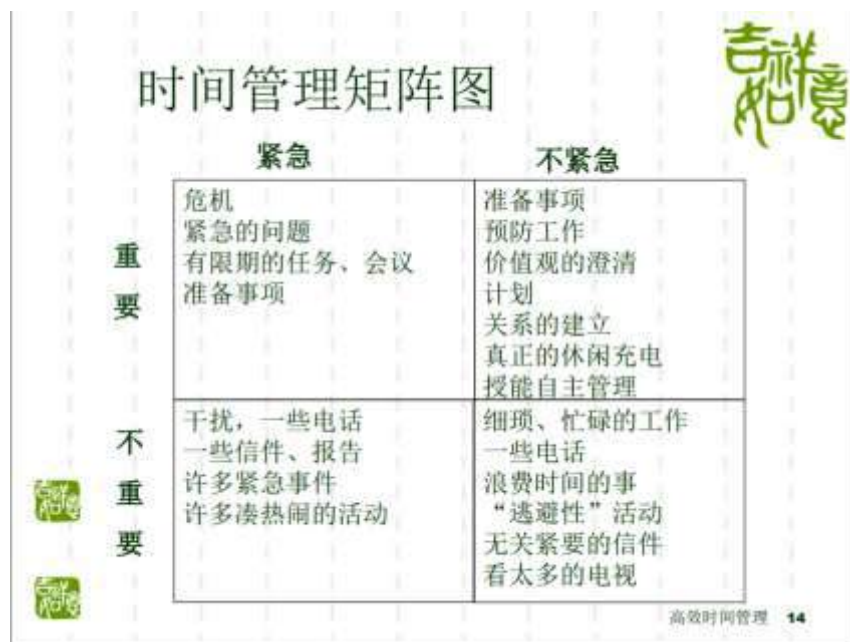 吉祥如意
时间管理矩阵图
紧急
不紧急
重要
危机
紧急的问题
有限期的任务、会议
准备事项
准备事项
预防工作
价值观的澄清
计划
关系的建立
真正的休闲充电
授能自主管理
不重要
干扰，一些电话
一些信件、报告
许多紧急事件
许多凑热闹的活动
细琐、忙碌的工作
一些电话
浪费时间的事
“逃避性”活动
无关紧要的信件
看太多的电视
高效时间管理 14